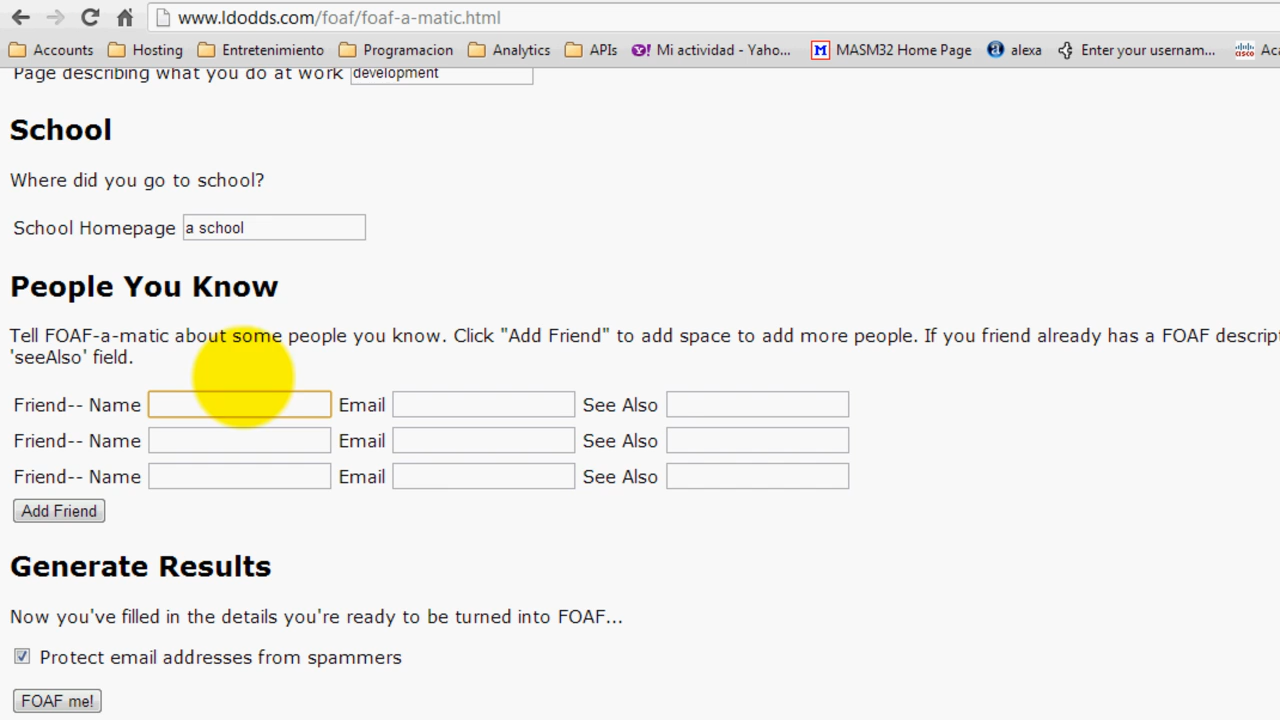 www.ldodds.com/foaf/foaf-a-matic.html
Accounts Hosting Entretenimiento Programacion Analytics APIs Mi actividad - Yaho... MASM32 Home Page alexa Enter your usernam...
Page describing what you do at work development
School
Where did you go to school?
School Homepage a school
People You Know
Tell FOAF-a-matic about some people you know. Click "Add Friend" to add space to add more people. If you friend already has a FOAF
'seeAlso' field.
Friend-- Name Email See Also
Friend-- Name Email See Also
Friend-- Name Email See Also
Add Friend
Generate Results
Now you've filled in the details you're ready to be turned into FOAF...
Protect email addresses from spammers
FOAF me!